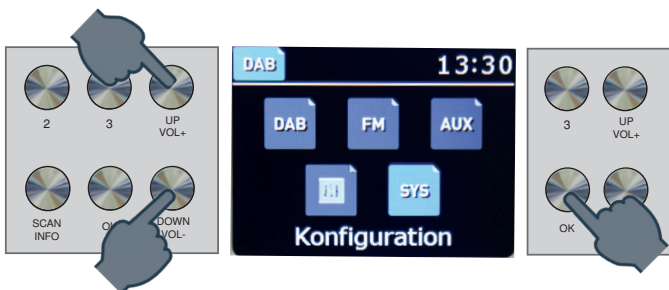 2
3
UP
VOL+
SCAN
INFO
DOWN
VOL-
DAB
13:30
DAB
FM
AUX
SYS
Konfiguration
3
UP
VOL+
OK